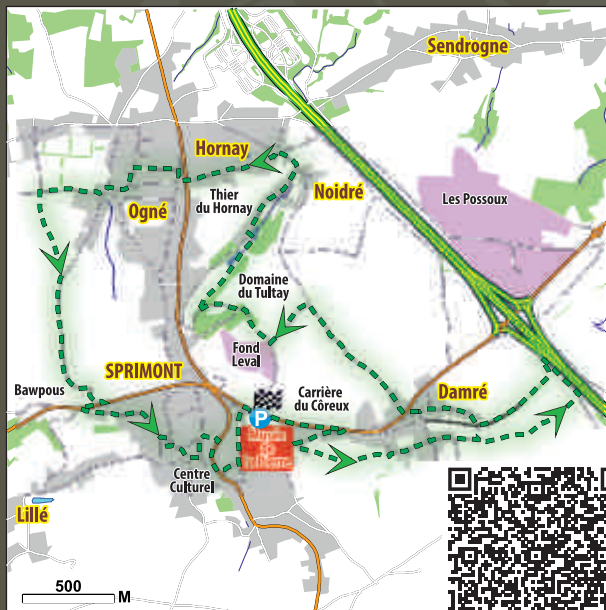 Sendrogne
Hornay
Noidré
Les Possoux
Thier
du Hornay
Ogné
Domaine
du Tultay
Fond
Leval
SPRIMONT
Bawpous
Carrière
du Côreux
Damré
P
Centre
Culturel
Lillé
500
M